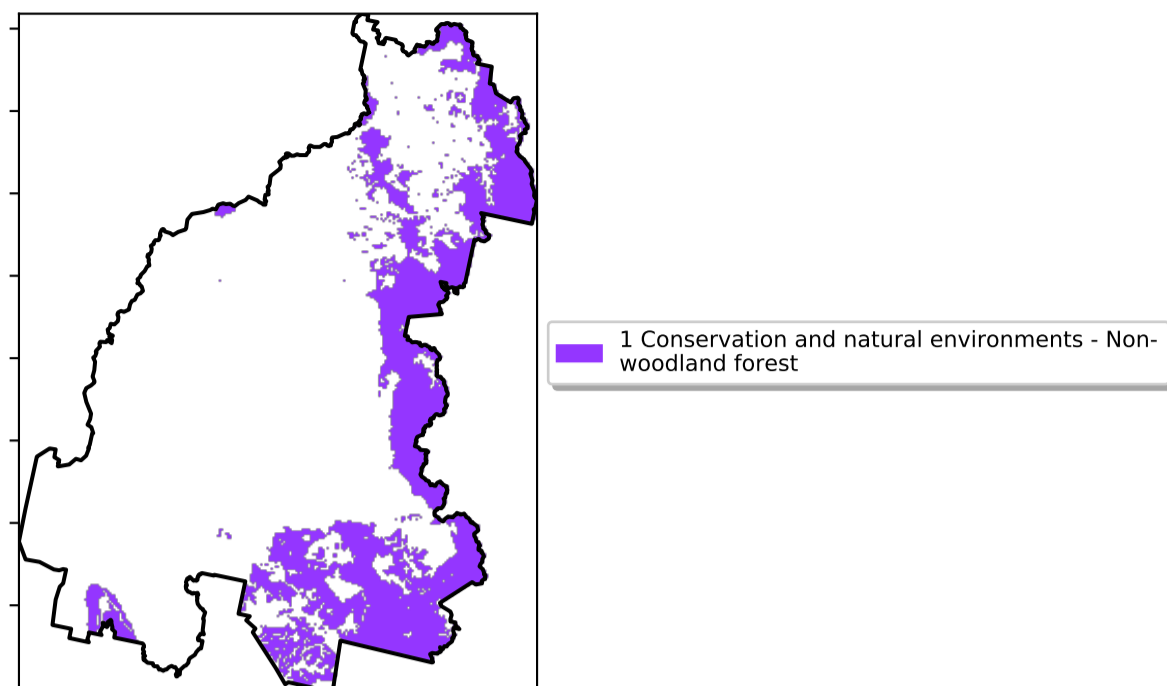 1 Conservation and natural environments - Non-
woodland forest